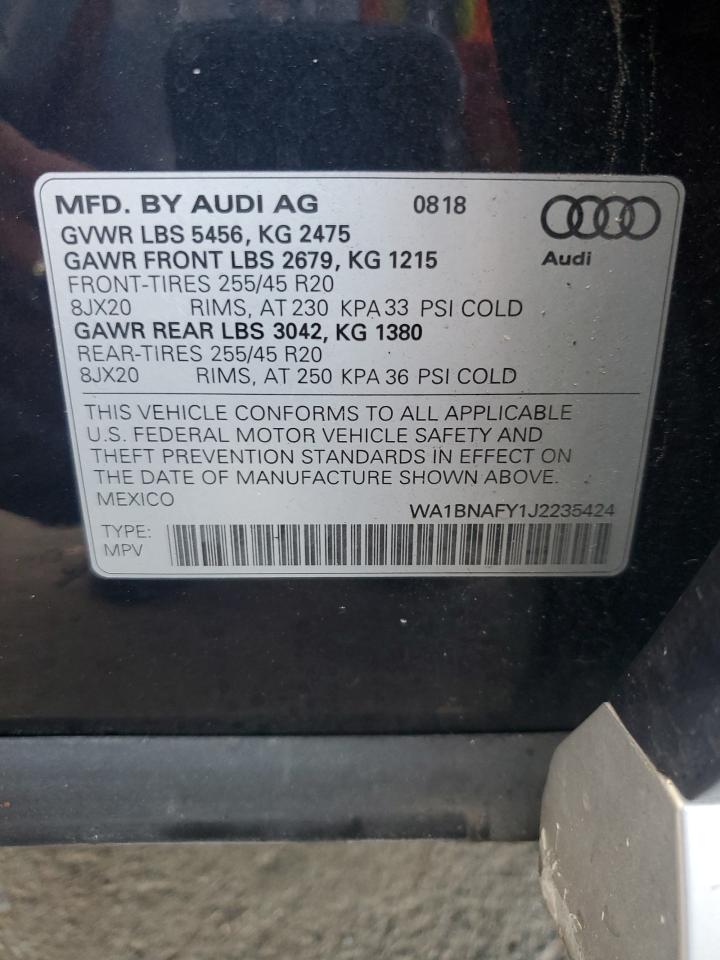 MFD. BY AUDI AG 0818
GVWR LBS 5456, KG 2475
GAWR FRONT LBS 2679, KG 1215
Audi
FRONT-TIRES 255/45 R20
8JX20 RIMS, AT 230 KPA 33 PSI COLD
GAWR REAR LBS 3042, KG 1380
REAR-TIRES 255/45 R20
8JX20 RIMS, AT 250 KPA 36 PSI COLD
THIS VEHICLE CONFORMS TO ALL APPLICABLE
U.S. FEDERAL MOTOR VEHICLE SAFETY AND
THEFT PREVENTION STANDARDS IN EFFECT ON
THE DATE OF MANUFACTURE SHOWN ABOVE.
MEXICO
WA1BNAFY1J2235424
TYPE:
MPV